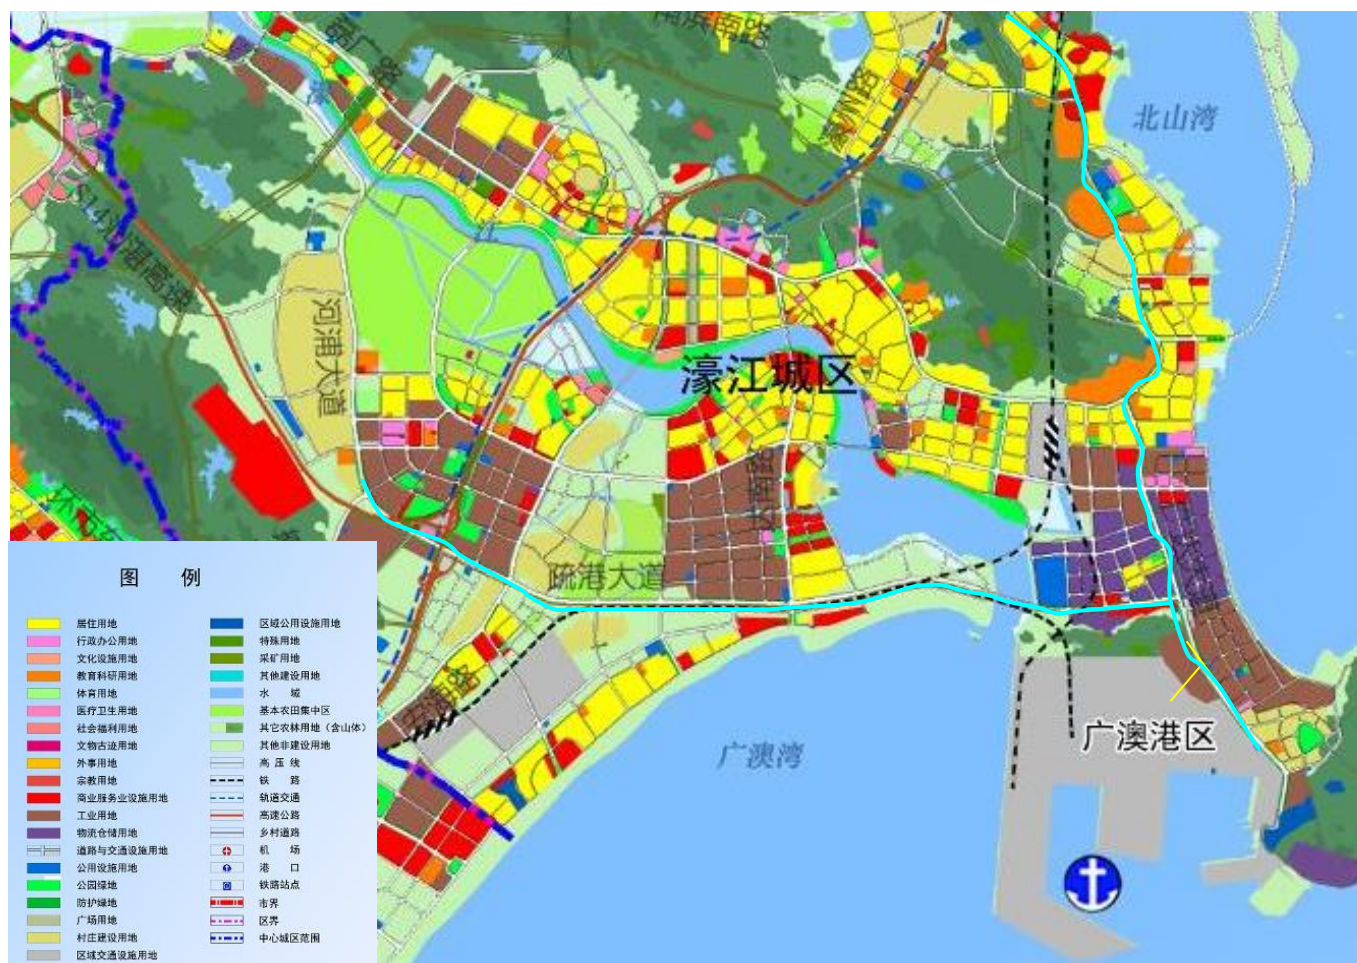 北山湾
河浦大道
濠江城区
疏港大道
广澳湾
广澳港区
图 例
居住用地
行政办公用地
文化设施用地
教育科研用地
体育用地
医疗卫生用地
社会福利用地
文物古迹用地
外事用地
宗教用地
商业服务业设施用地
工业用地
物流仓储用地
道路与交通设施用地
公用设施用地
公园绿地
防护绿地
广场用地
村庄建设用地
区域交通设施用地
区域公用设施用地
特殊用地
采矿用地
其他建设用地
水 域
基本农田集中区
其它农林用地（含山体）
其他非建设用地
高 压 线
铁 路
轨道交通
高速公路
乡村道路
机 场
港 口
铁路站点
市界
区界
中心城区范围